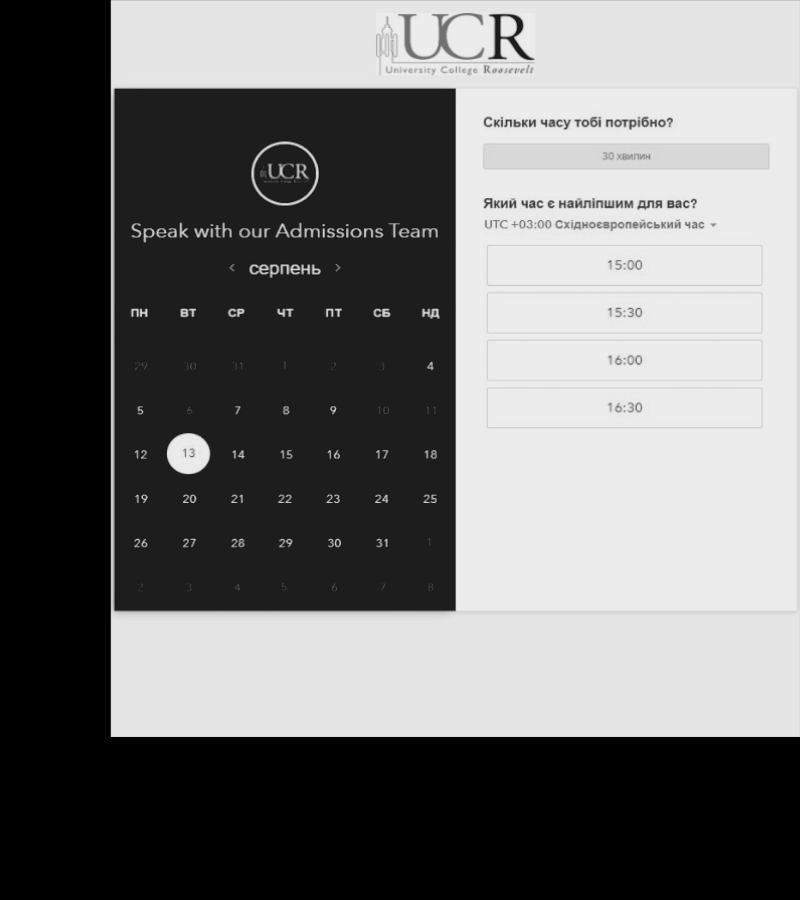 UCR
University College Roosevelt
UCR
Speak with our Admissions Team
< серпень >
ПН ВТ СР ЧТ ПТ СБ НД
29 30 31 1 2 3 4
5 6 7 8 9 10 11
12 13 14 15 16 17 18
19 20 21 22 23 24 25
26 27 28 29 30 31 1
2 3 4 5 6 7 8
Скільки часу тобі потрібно?
30 хвилин
Який час є найліпшим для вас?
UTC +03:00 Східноєвропейський час
15:00
15:30
16:00
16:30